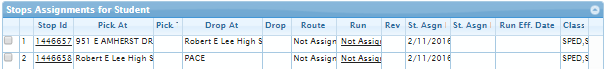 Stops Assignments for Student
Stop Id Pick At Pick Drop At Drop Route Run Rev St. Asgn St. Asgn Run Eff. Date Class
1 1446657 951 E AMHERST DR Robert E Lee High S Not Assign Not Assig 2/11/2016 SPED,S
2 1446658 Robert E Lee High S PACE Not Assign Not Assig 2/11/2016 SPED,S